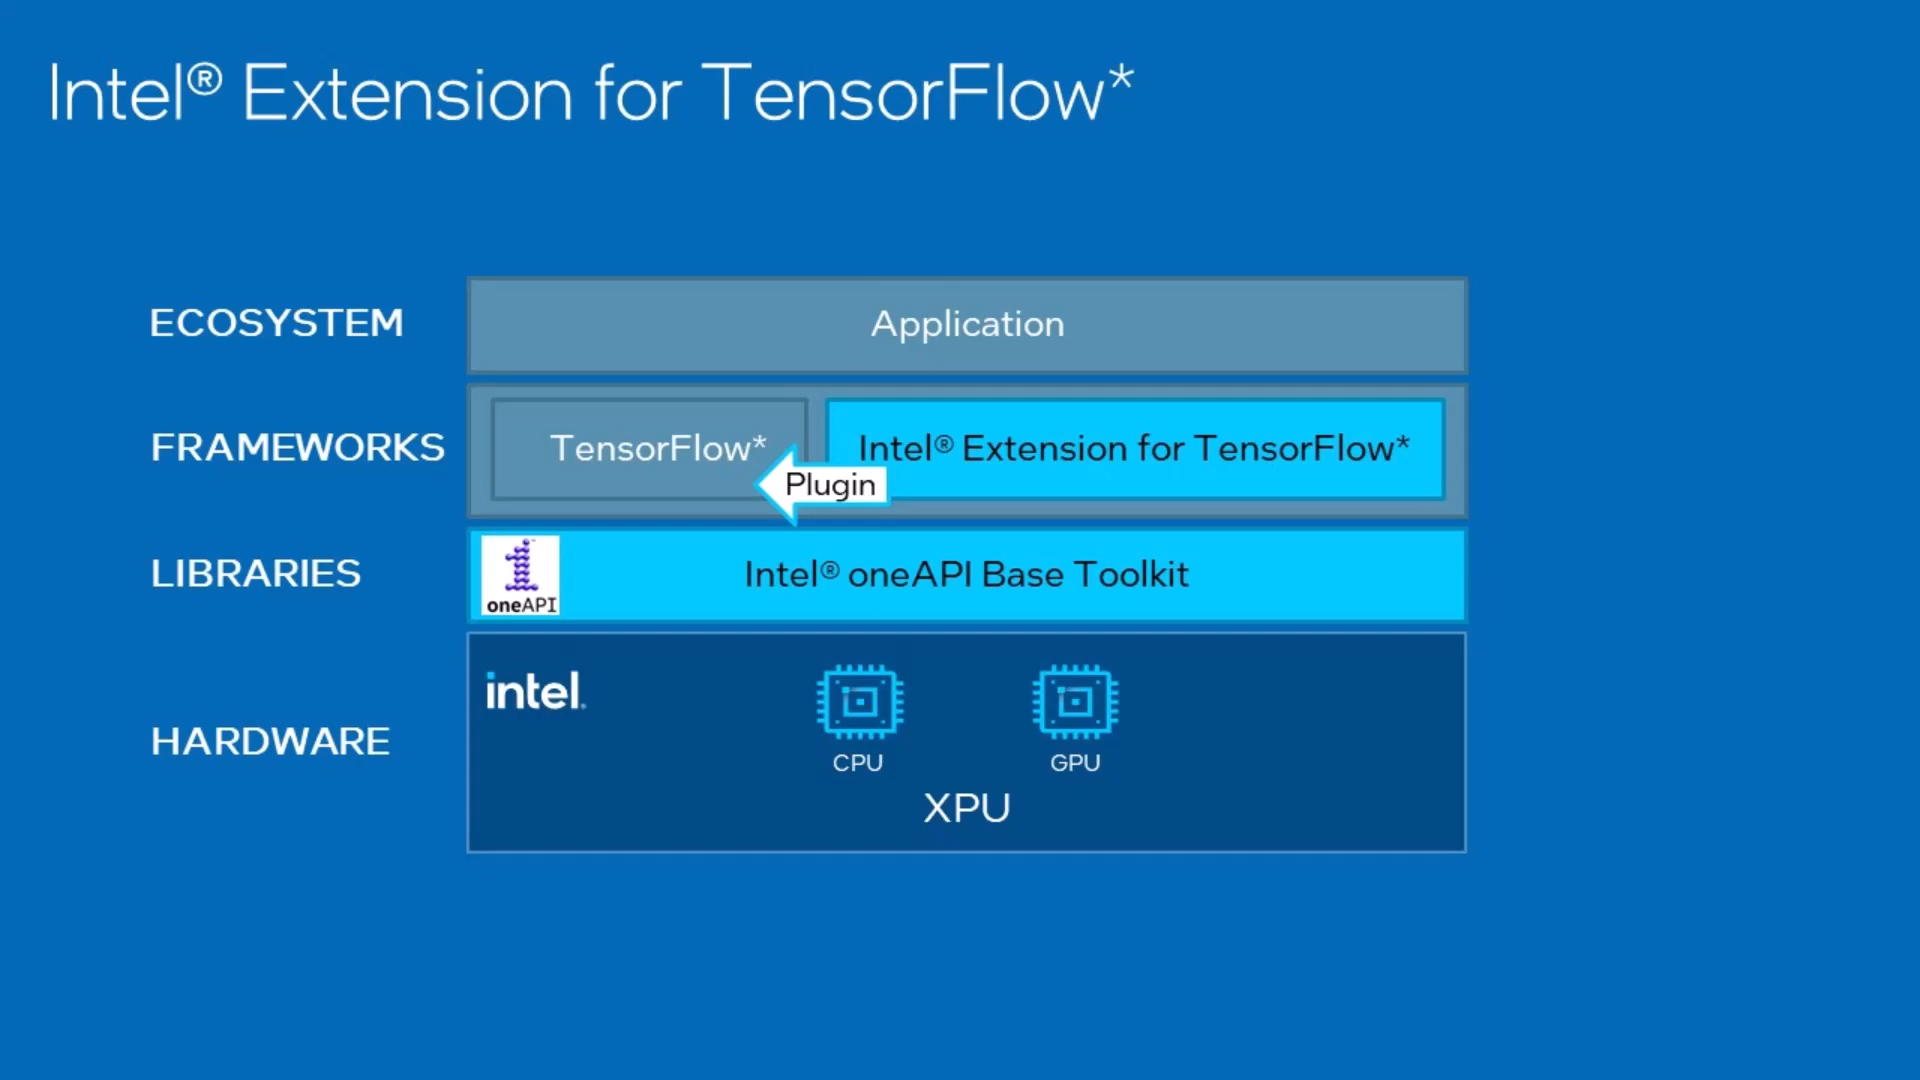 Intel® Extension for TensorFlow*
ECOSYSTEM
Application
FRAMEWORKS
TensorFlow*
Intel® Extension for TensorFlow*
Plugin
LIBRARIES
oneAPI
Intel® oneAPI Base Toolkit
HARDWARE
intel.
CPU
GPU
XPU